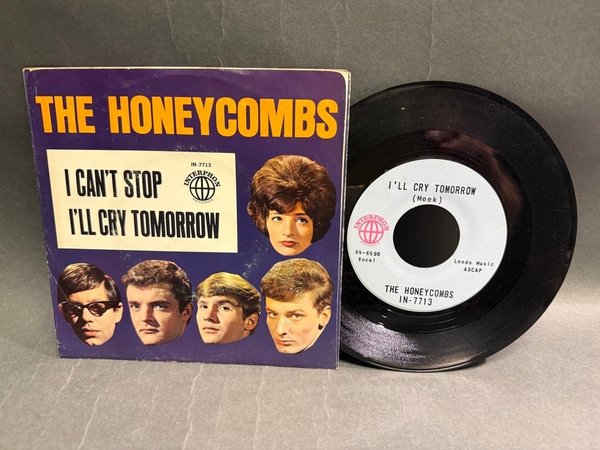 THE HONEYCOMBS
IN-7713
I CAN'T STOP
INTERPHON
I'LL CRY TOMORROW
I'LL CRY TOMORROW
(Meek)
INTERPHON
64-6590
Vocal
Leeds Music
ASCAP
THE HONEYCOMBS
IN-7713